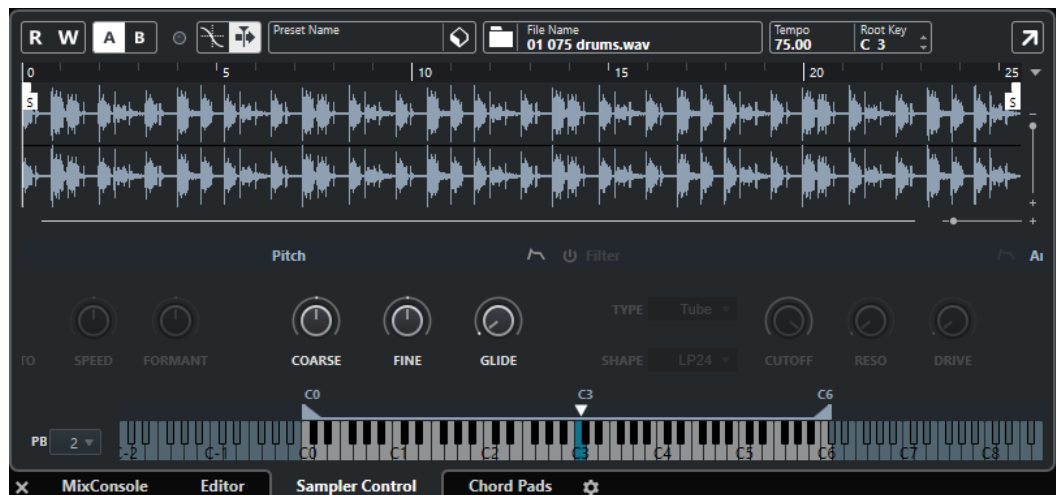 R W A B Preset Name File Name Tempo Root Key
01 075 drums.wav 75.00 C 3
0 5 10 15 20 25
S S
Pitch Filter
TYPE Tube
SPEED FORMANT COARSE FINE GLIDE SHAPE LP24 CUTOFF RESO DRIVE
C0 C3 C6
PB 2 C-1 C0 C1 C2 C3 C4 C5 C6 C7 C8
MixConsole Editor Sampler Control Chord Pads